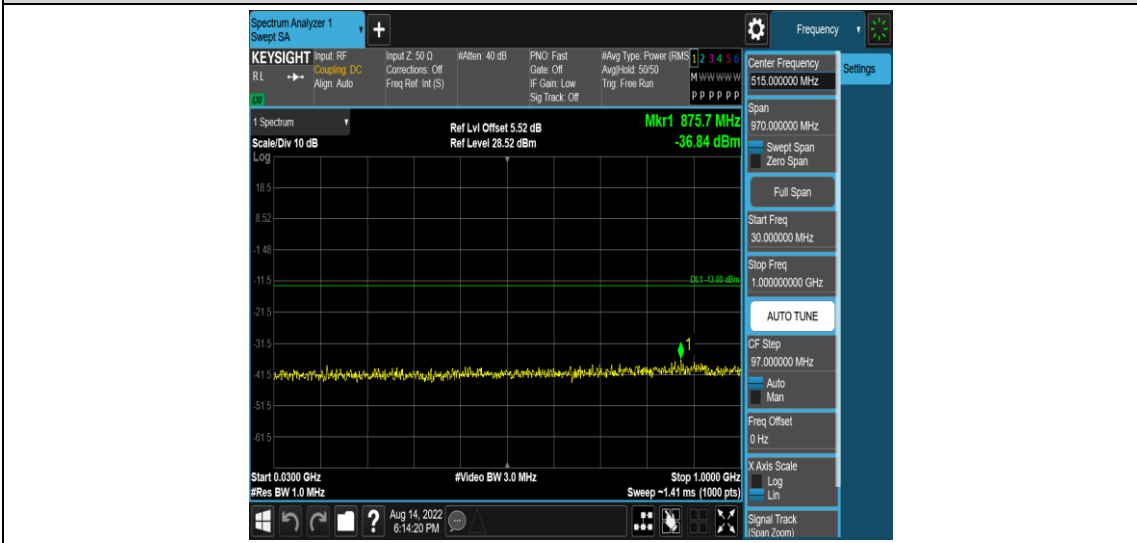 Spectrum Analyzer 1
Swept SA
+
Frequency
KEYSIGHT
RL
LXI
Input: RF
Coupling: DC
Align: Auto
Input Z: 50 Ω
Corrections: Off
Freq Ref: Int (S)
#Atten: 40 dB
PNO: Fast
Gate: Off
IF Gain: Low
Sig Track: Off
#Avg Type: Power (RMS
Avg|Hold: 50/50
Trig: Free Run
1 2 3 4 5 6
M W W W W W
P P P P P P
1 Spectrum
Scale/Div 10 dB
Log
Ref Lvl Offset 5.52 dB
Ref Level 28.52 dBm
Mkr1 875.7 MHz
-36.84 dBm
18.5
8.52
-1.48
-11.5
DL1 -13.00 dBm
-21.5
-31.5
1
-41.5
-51.5
-61.5
Start 0.0300 GHz
#Video BW 3.0 MHz
Stop 1.0000 GHz
#Res BW 1.0 MHz
Sweep ~1.41 ms (1000 pts)
?
Aug 14, 2022
6:14:20 PM
Center Frequency
515.000000 MHz
Settings
Span
970.000000 MHz
Swept Span
Zero Span
Full Span
Start Freq
30.000000 MHz
Stop Freq
1.000000000 GHz
AUTO TUNE
CF Step
97.000000 MHz
Auto
Man
Freq Offset
0 Hz
X Axis Scale
Log
Lin
Signal Track
(Span Zoom)